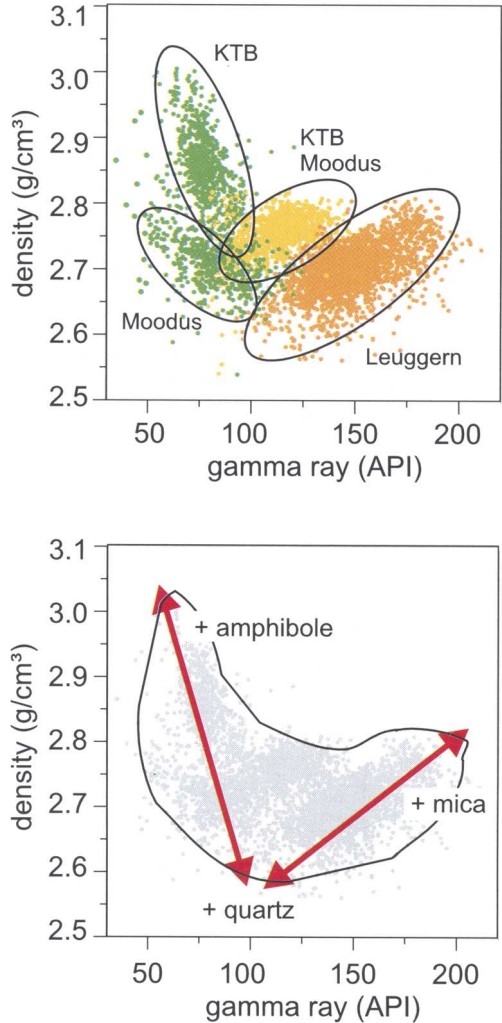 3.1
KTB
3.0
2.9
KTB
Moodus
density (g/cm³)
2.8
2.7
Moodus
2.6
Leuggern
2.5
50 100 150 200
gamma ray (API)
3.1
3.0
+ amphibole
2.9
density (g/cm³)
2.8
2.7
+ mica
2.6
+ quartz
2.5
50 100 150 200
gamma ray (API)